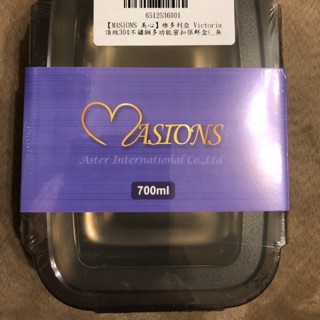 6512536001
【MASIONS 美心】維多利亞 Victoria
頂級304不鏽鋼多功能密扣保鮮盒(_無
MASIONS
Aster International Co.,Ltd
700ml